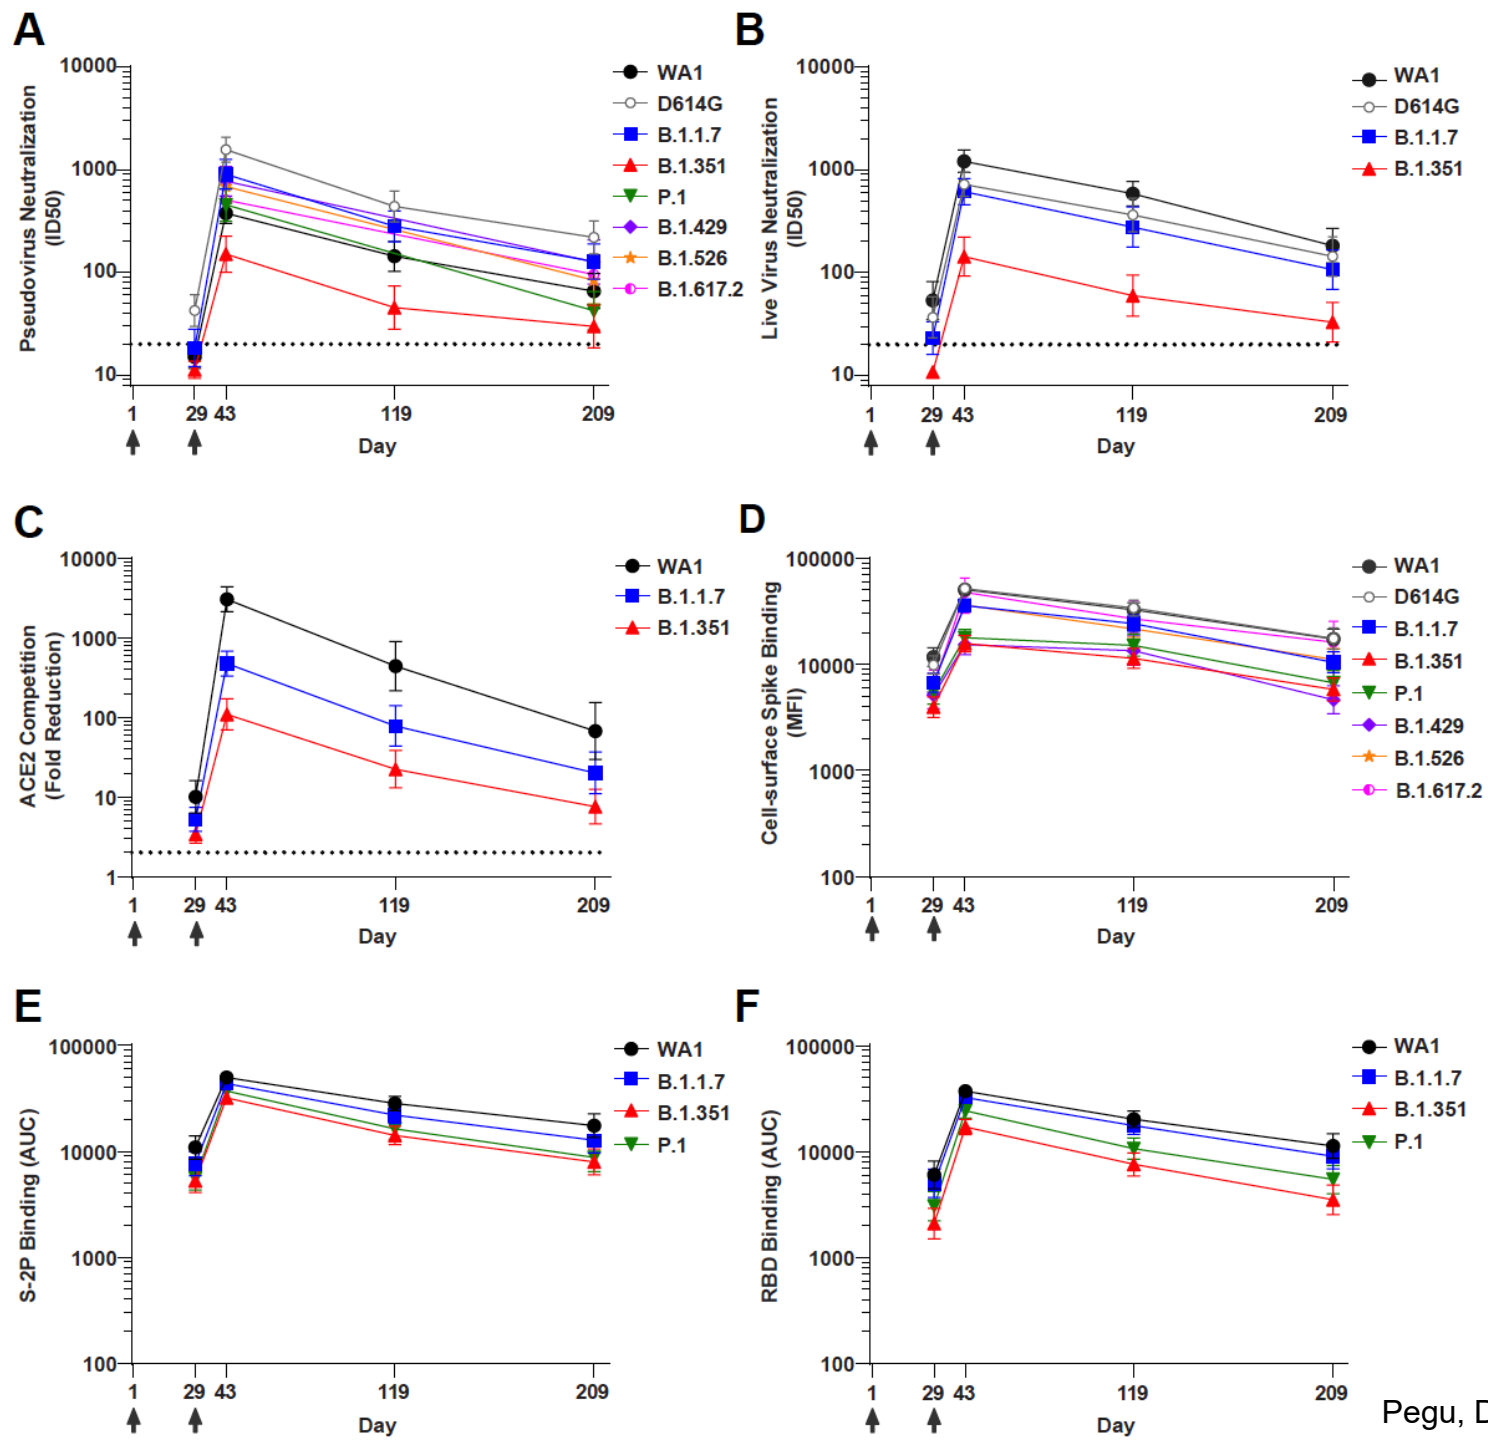 A
Pseudovirus Neutralization
(ID50)
10000
1000
100
10
1 29 43 119 209
Day
WA1
D614G
B.1.1.7
B.1.351
P.1
B.1.429
B.1.526
B.1.617.2
B
Live Virus Neutralization
(ID50)
10000
1000
100
10
1 29 43 119 209
Day
WA1
D614G
B.1.1.7
B.1.351
C
ACE2 Competition
(Fold Reduction)
10000
1000
100
10
1
1 29 43 119 209
Day
WA1
B.1.1.7
B.1.351
D
Cell-surface Spike Binding
(MFI)
100000
10000
1000
100
1 29 43 119 209
Day
WA1
D614G
B.1.1.7
B.1.351
P.1
B.1.429
B.1.526
B.1.617.2
E
S-2P Binding (AUC)
100000
10000
1000
100
1 29 43 119 209
Day
WA1
B.1.1.7
B.1.351
P.1
F
RBD Binding (AUC)
100000
10000
1000
100
1 29 43 119 209
Day
WA1
B.1.1.7
B.1.351
P.1
Pegu, D